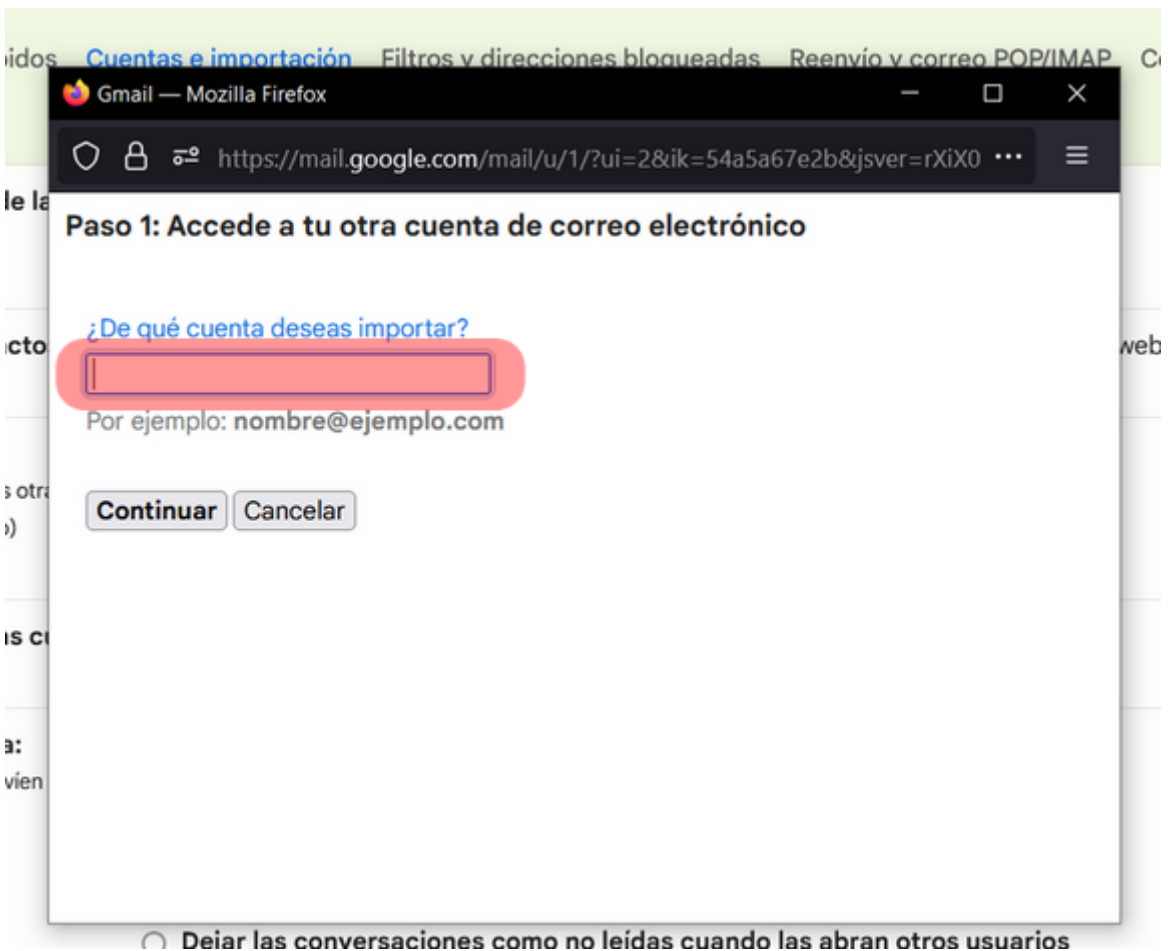 Cuentas e importación Filtros y direcciones bloqueadas Reenvío y correo POP/IMAP
Gmail — Mozilla Firefox
https://mail.google.com/mail/u/1/?ui=2&ik=54a5a67e2b&jsver=rXiX0 ...
Paso 1: Accede a tu otra cuenta de correo electrónico
¿De qué cuenta deseas importar?
Por ejemplo: nombre@ejemplo.com
Continuar Cancelar
Dejar las conversaciones como no leídas cuando las abran otros usuarios